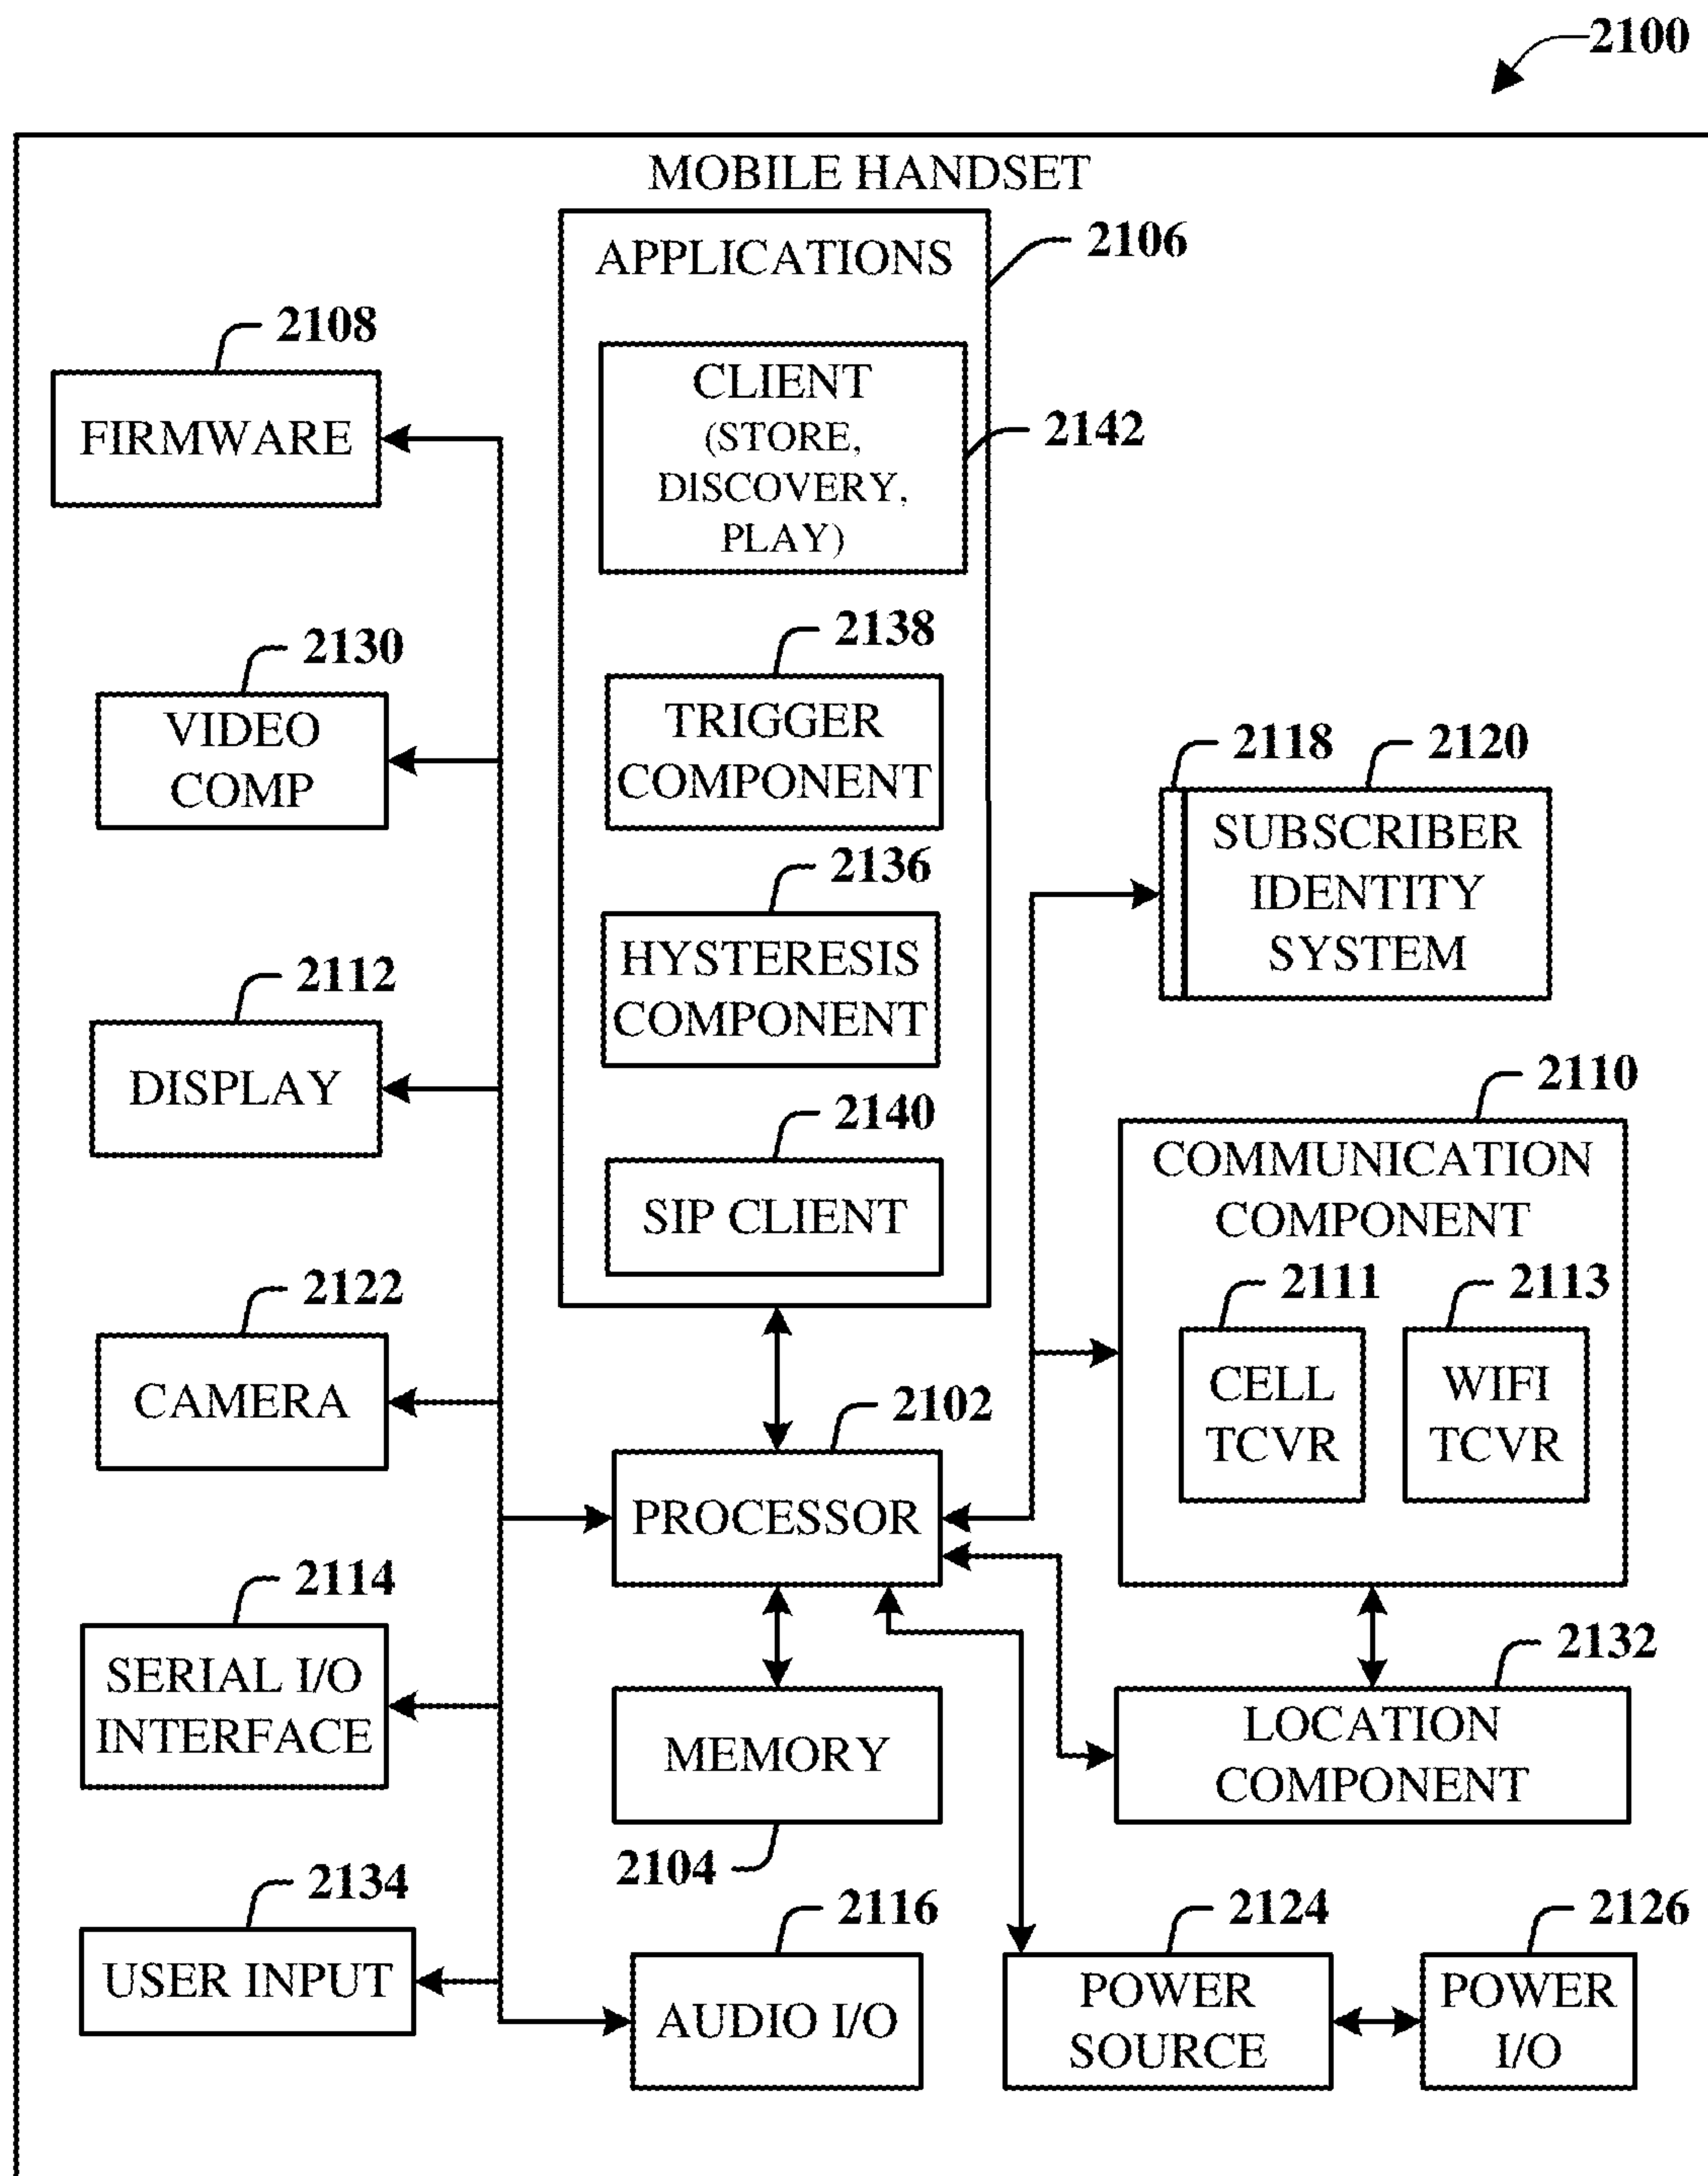 2100
MOBILE HANDSET
2106
APPLICATIONS
CLIENT
(STORE,
DISCOVERY,
PLAY)
2142
2138
TRIGGER
COMPONENT
2136
HYSTERESIS
COMPONENT
2140
SIP CLIENT
2108
FIRMWARE
2130
VIDEO
COMP
2112
DISPLAY
2122
CAMERA
2114
SERIAL I/O
INTERFACE
2134
USER INPUT
2102
PROCESSOR
MEMORY
2104
2116
AUDIO I/O
2118
2120
SUBSCRIBER
IDENTITY
SYSTEM
2110
COMMUNICATION
COMPONENT
2111
CELL
TCVR
2113
WIFI
TCVR
2132
LOCATION
COMPONENT
2124
POWER
SOURCE
2126
POWER
I/O